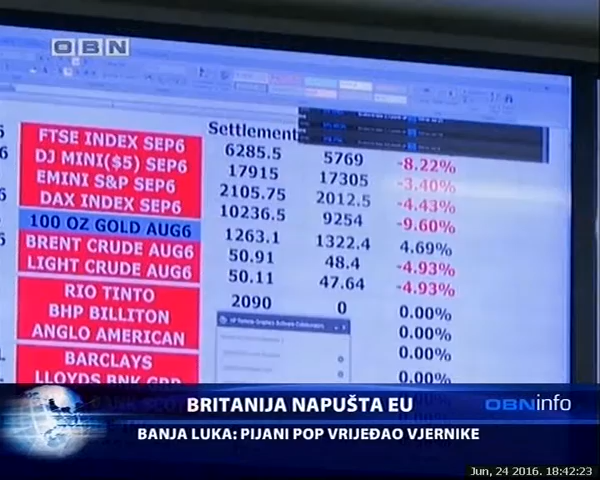 OBN
Settlement
FTSE INDEX SEP6 6285.5 5769 -8.22%
DJ MINI($5) SEP6 17915 17305 -3.40%
EMINI S&P SEP6 2105.75 2012.5 -4.43%
DAX INDEX SEP6 10236.5 9254 -9.60%
100 OZ GOLD AUG6 1263.1 1322.4 4.69%
BRENT CRUDE AUG6 50.91 48.4 -4.93%
LIGHT CRUDE AUG6 50.11 47.64 -4.93%
RIO TINTO 2090 0 0.00%
BHP BILLITON 0.00%
ANGLO AMERICAN 0.00%
BARCLAYS 0.00%
LLOYDS BNK GRP 0.00%
BRITANIJA NAPUŠTA EU
OBNinfo
BANJA LUKA: PIJANI POP VRIJEĐAO VJERNIKE
Jun, 24 2016. 18:42:23